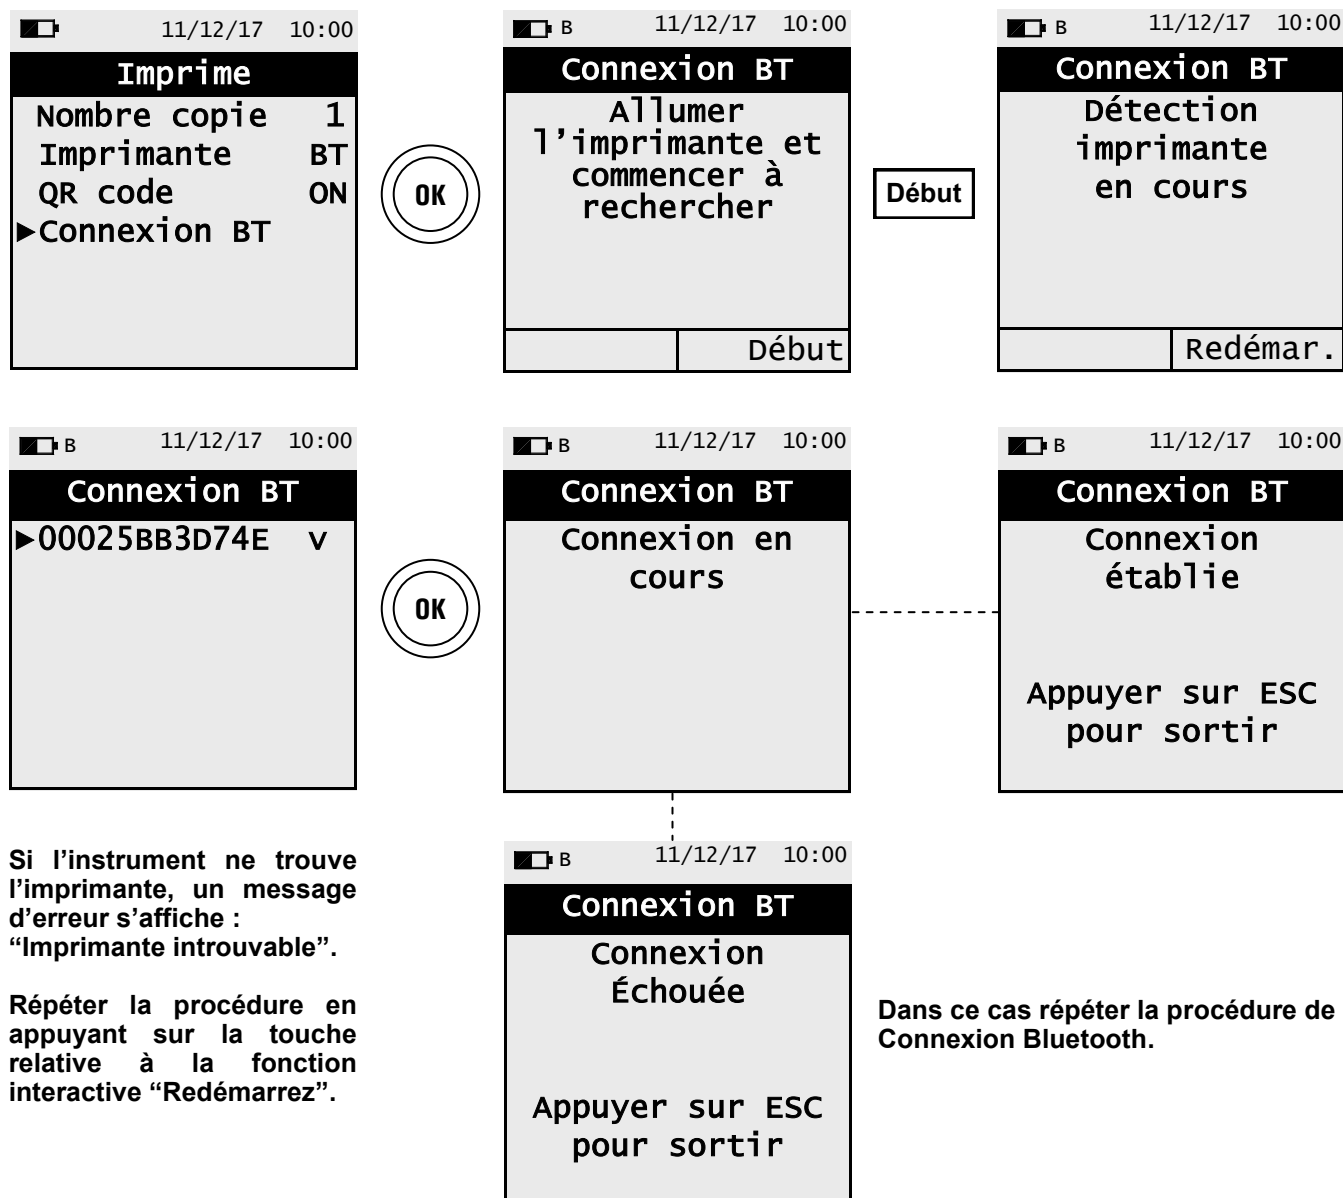 11/12/17 10:00
Imprime
Nombre copie 1
Imprimante BT
QR code ON
►Connexion BT
OK
B 11/12/17 10:00
Connexion BT
Allumer
l’imprimante et
commencer à
rechercher
Début
Début
B 11/12/17 10:00
Connexion BT
Détection
imprimante
en cours
Redémar.
B 11/12/17 10:00
Connexion BT
►00025BB3D74E V
OK
B 11/12/17 10:00
Connexion BT
Connexion en
cours
B 11/12/17 10:00
Connexion BT
Connexion
établie
Appuyer sur ESC
pour sortir
Si l’instrument ne trouve
l’imprimante, un message
d’erreur s’affiche :
“Imprimante introuvable”.
Répéter la procédure en
appuyant sur la touche
relative à la fonction
interactive “Redémarrez”.
B 11/12/17 10:00
Connexion BT
Connexion
Échouée
Appuyer sur ESC
pour sortir
Dans ce cas répéter la procédure de
Connexion Bluetooth.